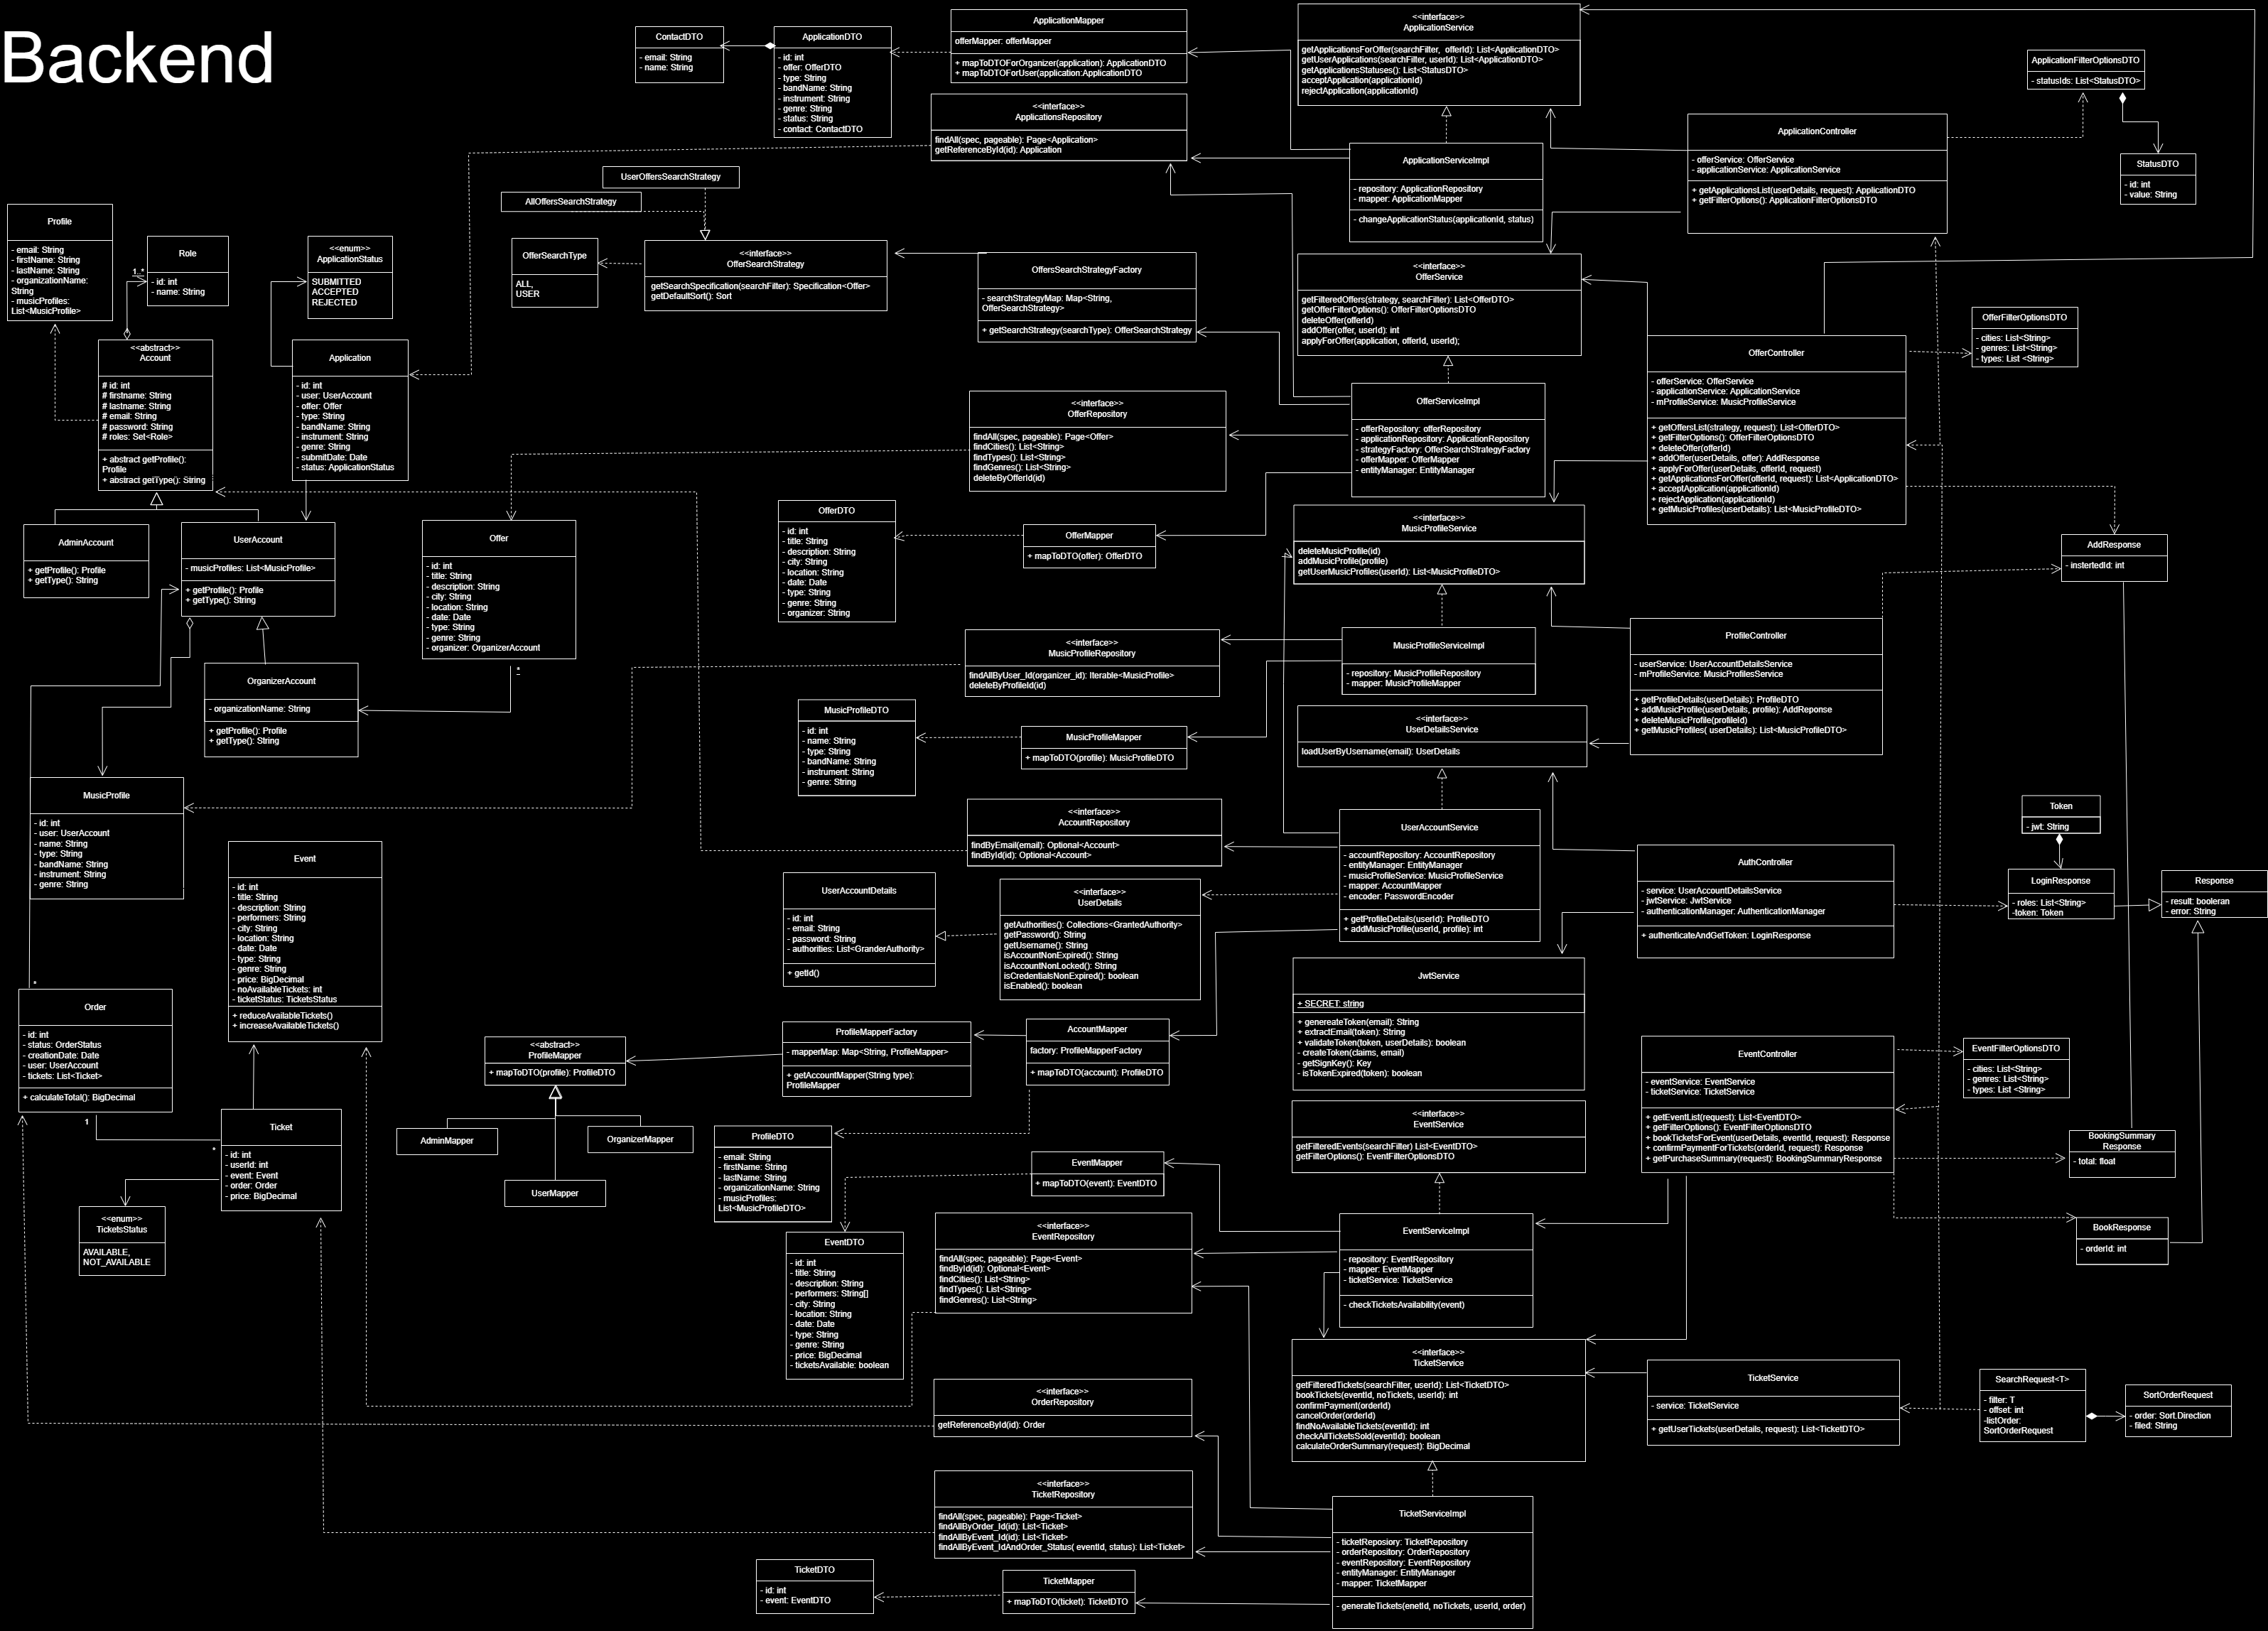 Backend
ContactDTO
- email: String
- name: String
ApplicationDTO
- id: int
- offer: OfferDTO
- type: String
- bandName: String
- instrument: String
- genre: String
- status: String
- contact: ContactDTO
ApplicationMapper
offerMapper: offerMapper
+ mapToDTOForOrganizer(application): ApplicationDTO
+ mapToDTOForUser(application:ApplicationDTO
<<interface>>
ApplicationService
getApplicationsForOffer(searchFilter,  offerId): List<ApplicationDTO>
getUserApplications(searchFilter, userId): List<ApplicationDTO>
getApplicationsStatuses(): List<StatusDTO>
acceptApplication(applicationId)
rejectApplication(applicationId)
ApplicationFilterOptionsDTO
- statusIds: List<StatusDTO>
<<interface>>
ApplicationsRepository
findAll(spec, pageable): Page<Application>
getReferenceById(id): Application
ApplicationServiceImpl
- repository: ApplicationRepository
- mapper: ApplicationMapper
- changeApplicationStatus(applicationId, status)
ApplicationController
- offerService: OfferService
- applicationService: ApplicationService
+ getApplicationsList(userDetails, request): ApplicationDTO
+ getFilterOptions(): ApplicationFilterOptionsDTO
StatusDTO
- id: int
- value: String
UserOffersSearchStrategy
AllOffersSearchStrategy
Profile
- email: String
- firstName: String
- lastName: String
- organizationName:
String
- musicProfiles:
List<MusicProfile>
Role
- id: int
- name: String
1..*
<<enum>>
ApplicationStatus
SUBMITTED
ACCEPTED
REJECTED
OfferSearchType
ALL,
USER
<<interface>>
OfferSearchStrategy
getSearchSpecification(searchFilter): Specification<Offer>
getDefaultSort(): Sort
OffersSearchStrategyFactory
- searchStrategyMap: Map<String,
OfferSearchStrategy>
+ getSearchStrategy(searchType): OfferSearchStrategy
<<interface>>
OfferService
getFilteredOffers(strategy, searchFilter): List<OfferDTO>
getOfferFilterOptions(): OfferFilterOptionsDTO
deleteOffer(offerId)
addOffer(offer, userId): int
applyForOffer(application, offerId, userId);
OfferFilterOptionsDTO
- cities: List<String>
- genres: List<String>
- types: List <String>
<<abstract>>
Account
# id: int
# firstname: String
# lastname: String
# email: String
# password: String
# roles: Set<Role>
+ abstract getProfile():
Profile
+ abstract getType(): String
Application
- id: int
- user: UserAccount
- offer: Offer
- type: String
- bandName: String
- instrument: String
- genre: String
- submitDate: Date
- status: ApplicationStatus
<<interface>>
OfferRepository
findAll(spec, pageable): Page<Offer>
findCities(): List<String>
findTypes(): List<String>
findGenres(): List<String>
deleteByOfferId(id)
OfferServiceImpl
- offerRepository: offerRepository
- applicationRepository: ApplicationRepository
- strategyFactory: OfferSearchStrategyFactory
- offerMapper: OfferMapper
- entityManager: EntityManager
OfferController
- offerService: OfferService
- applicationService: ApplicationService
- mProfileService: MusicProfileService
+ getOffersList(strategy, request): List<OfferDTO>
+ getFilterOptions(): OfferFilterOptionsDTO
+ deleteOffer(offerId)
+ addOffer(userDetails, offer): AddResponse
+ applyForOffer(userDetails, offerId, request)
+ getApplicationsForOffer(offerId, request): List<ApplicationDTO>
+ acceptApplication(applicationId)
+ rejectApplication(applicationId)
+ getMusicProfiles(userDetails): List<MusicProfileDTO>
AdminAccount
+ getProfile(): Profile
+ getType(): String
UserAccount
- musicProfiles: List<MusicProfile>
+ getProfile(): Profile
+ getType(): String
Offer
- id: int
- title: String
- description: String
- city: String
- location: String
- date: Date
- type: String
- genre: String
- organizer: OrganizerAccount
*
OfferDTO
- id: int
- title: String
- description: String
- city: String
- location: String
- date: Date
- type: String
- genre: String
- organizer: String
OfferMapper
+ mapToDTO(offer): OfferDTO
<<interface>>
MusicProfileService
deleteMusicProfile(id)
addMusicProfile(profile)
getUserMusicProfiles(userId): List<MusicProfileDTO>
AddResponse
- instertedId: int
OrganizerAccount
- organizationName: String
+ getProfile(): Profile
+ getType(): String
<<interface>>
MusicProfileRepository
findAllByUser_Id(organizer_id): Iterable<MusicProfile>
deleteByProfileId(id)
MusicProfileServiceImpl
- repository: MusicProfileRepository
- mapper: MusicProfileMapper
ProfileController
- userService: UserAccountDetailsService
- mProfileService: MusicProfilesService
+ getProfileDetails(userDetails): ProfileDTO
+ addMusicProfile(userDetails, profile): AddReponse
+ deleteMusicProfile(profileId)
+ getMusicProfiles( userDetails): List<MusicProfileDTO>
MusicProfileDTO
- id: int
- name: String
- type: String
- bandName: String
- instrument: String
- genre: String
MusicProfileMapper
+ mapToDTO(profile): MusicProfileDTO
<<interface>>
UserDetailsService
loadUserByUsername(email): UserDetails
MusicProfile
- id: int
- user: UserAccount
- name: String
- type: String
- bandName: String
- instrument: String
- genre: String
<<interface>>
AccountRepository
findByEmail(email): Optional<Account>
findById(id): Optional<Account>
UserAccountService
- accountRepository: AccountRepository
- entityManager: EntityManager
- musicProfileService: MusicProfileService
- mapper: AccountMapper
- encoder: PasswordEncoder
+ getProfileDetails(userId): ProfileDTO
+ addMusicProfile(userId, profile): int
Token
- jwt: String
AuthController
- service: UserAccountDetailsService
- jwtService: JwtService
- authenticationManager: AuthenticationManager
+ authenticateAndGetToken: LoginResponse
LoginResponse
- roles: List<String>
-token: Token
Response
- result: booleran
- error: String
Event
- id: int
- title: String
- description: String
- performers: String
- city: String
- location: String
- date: Date
- type: String
- genre: String
- price: BigDecimal
- noAvailableTickets: int
- ticketStatus: TicketsStatus
+ reduceAvailableTickets()
+ increaseAvailableTickets()
UserAccountDetails
- id: int
- email: String
- password: String
- authorities: List<GranderAuthority>
+ getId()
<<interface>>
UserDetails
getAuthorities(): Collections<GrantedAuthority>
getPassword(): String
getUsername(): String
isAccountNonExpired(): String
isAccountNonLocked(): String
isCredentialsNonExpired(): boolean
isEnabled(): boolean
JwtService
+ SECRET: string
+ genereateToken(email): String
+ extractEmail(token): String
+ validateToken(token, userDetails): boolean
- createToken(claims, email)
- getSignKey(): Key
- isTokenExpired(token): boolean
*
Order
- id: int
- status: OrderStatus
- creationDate: Date
- user: UserAccount
- tickets: List<Ticket>
+ calculateTotal(): BigDecimal
1
<<abstract>>
ProfileMapper
+ mapToDTO(profile): ProfileDTO
ProfileMapperFactory
- mapperMap: Map<String, ProfileMapper>
+ getAccountMapper(String type):
ProfileMapper
AccountMapper
factory: ProfileMapperFactory
+ mapToDTO(account): ProfileDTO
EventController
- eventService: EventService
- ticketService: TicketService
+ getEventList(request): List<EventDTO>
+ getFilterOptions(): EventFilterOptionsDTO
+ bookTicketsForEvent(userDetails, eventId, request): Response
+ confirmPaymentForTickets(orderId, request): Response
+ getPurchaseSummary(request): BookingSummaryResponse
EventFilterOptionsDTO
- cities: List<String>
- genres: List<String>
- types: List <String>
Ticket
- id: int
- userId: int
- event: Event
- order: Order
- price: BigDecimal
*
AdminMapper
OrganizerMapper
UserMapper
ProfileDTO
- email: String
- firstName: String
- lastName: String
- organizationName: String
- musicProfiles:
List<MusicProfileDTO>
EventMapper
+ mapToDTO(event): EventDTO
<<interface>>
EventService
getFilteredEvents(searchFilter) List<EventDTO>
getFilterOptions(): EventFilterOptionsDTO
BookingSummary
Response
- total: float
<<enum>>
TicketsStatus
AVAILABLE,
NOT_AVAILABLE
EventDTO
- id: int
- title: String
- description: String
- performers: String[]
- city: String
- location: String
- date: Date
- type: String
- genre: String
- price: BigDecimal
- ticketsAvailable: boolean
<<interface>>
EventRepository
findAll(spec, pageable): Page<Event>
findById(id): Optional<Event>
findCities(): List<String>
findTypes(): List<String>
findGenres(): List<String>
EventServiceImpl
- repository: EventRepository
- mapper: EventMapper
- ticketService: TicketService
- checkTicketsAvailability(event)
BookResponse
- orderId: int
<<interface>>
OrderRepository
getReferenceById(id): Order
<<interface>>
TicketService
getFilteredTickets(searchFilter, userId): List<TicketDTO>
bookTickets(eventId, noTickets, userId): int
confirmPayment(orderId)
cancelOrder(orderId)
findNoAvailableTickets(eventId): int
checkAllTicketsSold(eventId): boolean
calculateOrderSummary(request): BigDecimal
TicketService
- service: TicketService
+ getUserTickets(userDetails, request): List<TicketDTO>
SearchRequest<T>
- filter: T
- offset: int
-listOrder:
SortOrderRequest
SortOrderRequest
- order: Sort.Direction
- filed: String
<<interface>>
TicketRepository
findAll(spec, pageable): Page<Ticket>
findAllByOrder_Id(id): List<Ticket>
findAllByEvent_Id(id): List<Ticket>
findAllByEvent_IdAndOrder_Status( eventId, status): List<Ticket>
TicketServiceImpl
- ticketReposiory: TicketRepository
- orderRepository: OrderRepository
- eventReposiory: EventRepository
- entityManager: EntityManager
- mapper: TicketMapper
- generateTickets(enetId, noTickets, userId, order)
TicketDTO
- id: int
- event: EventDTO
TicketMapper
+ mapToDTO(ticket): TicketDTO